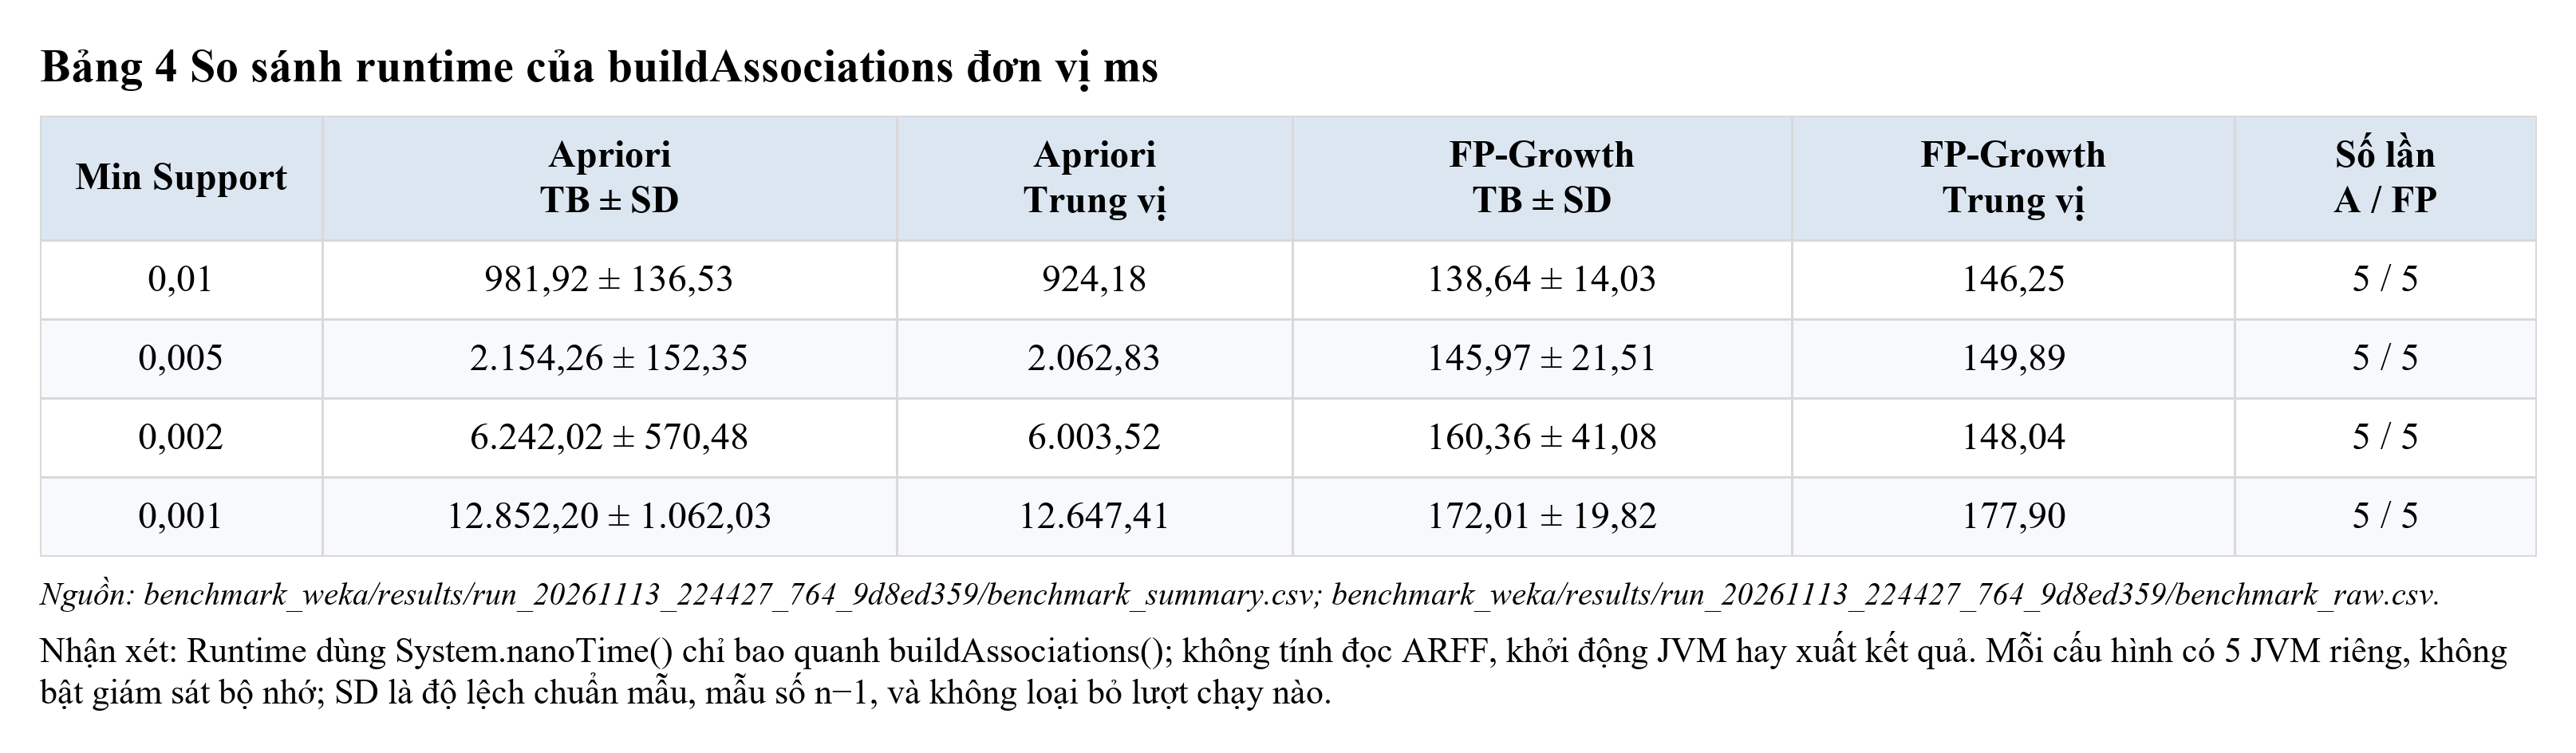 Bảng 4 So sánh runtime của buildAssociations đơn vị ms
Min Support | Apriori TB ± SD | Apriori Trung vị | FP-Growth TB ± SD | FP-Growth Trung vị | Số lần A / FP
0,01 | 981,92 ± 136,53 | 924,18 | 138,64 ± 14,03 | 146,25 | 5 / 5
0,005 | 2.154,26 ± 152,35 | 2.062,83 | 145,97 ± 21,51 | 149,89 | 5 / 5
0,002 | 6.242,02 ± 570,48 | 6.003,52 | 160,36 ± 41,08 | 148,04 | 5 / 5
0,001 | 12.852,20 ± 1.062,03 | 12.647,41 | 172,01 ± 19,82 | 177,90 | 5 / 5
Nguồn: benchmark_weka/results/run_20261113_224427_764_9d8ed359/benchmark_summary.csv; benchmark_weka/results/run_20261113_224427_764_9d8ed359/benchmark_raw.csv.
Nhận xét: Runtime dùng System.nanoTime() chỉ bao quanh buildAssociations(); không tính đọc ARFF, khởi động JVM hay xuất kết quả. Mỗi cấu hình có 5 JVM riêng, không
bật giám sát bộ nhớ; SD là độ lệch chuẩn mẫu, mẫu số n−1, và không loại bỏ lượt chạy nào.